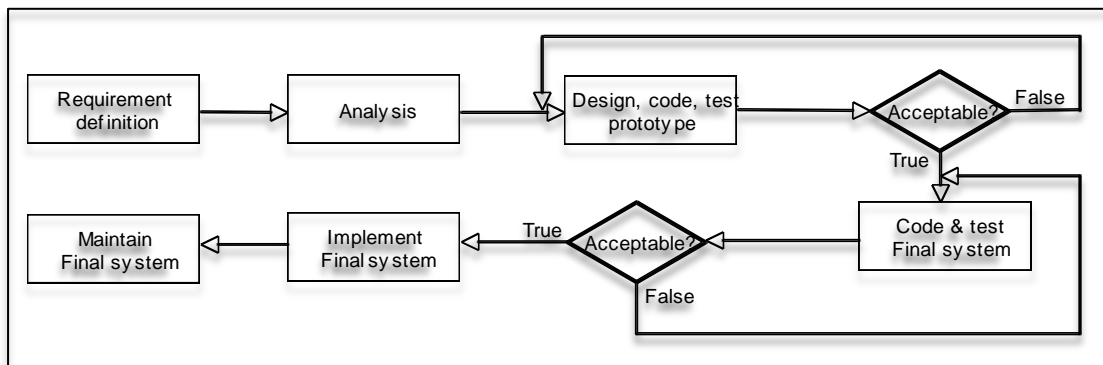 Requirement
definition
Analysis
Design, code, test
prototype
Acceptable?
False
True
Code & test
Final system
Acceptable?
True
False
Implement
Final system
Maintain
Final system